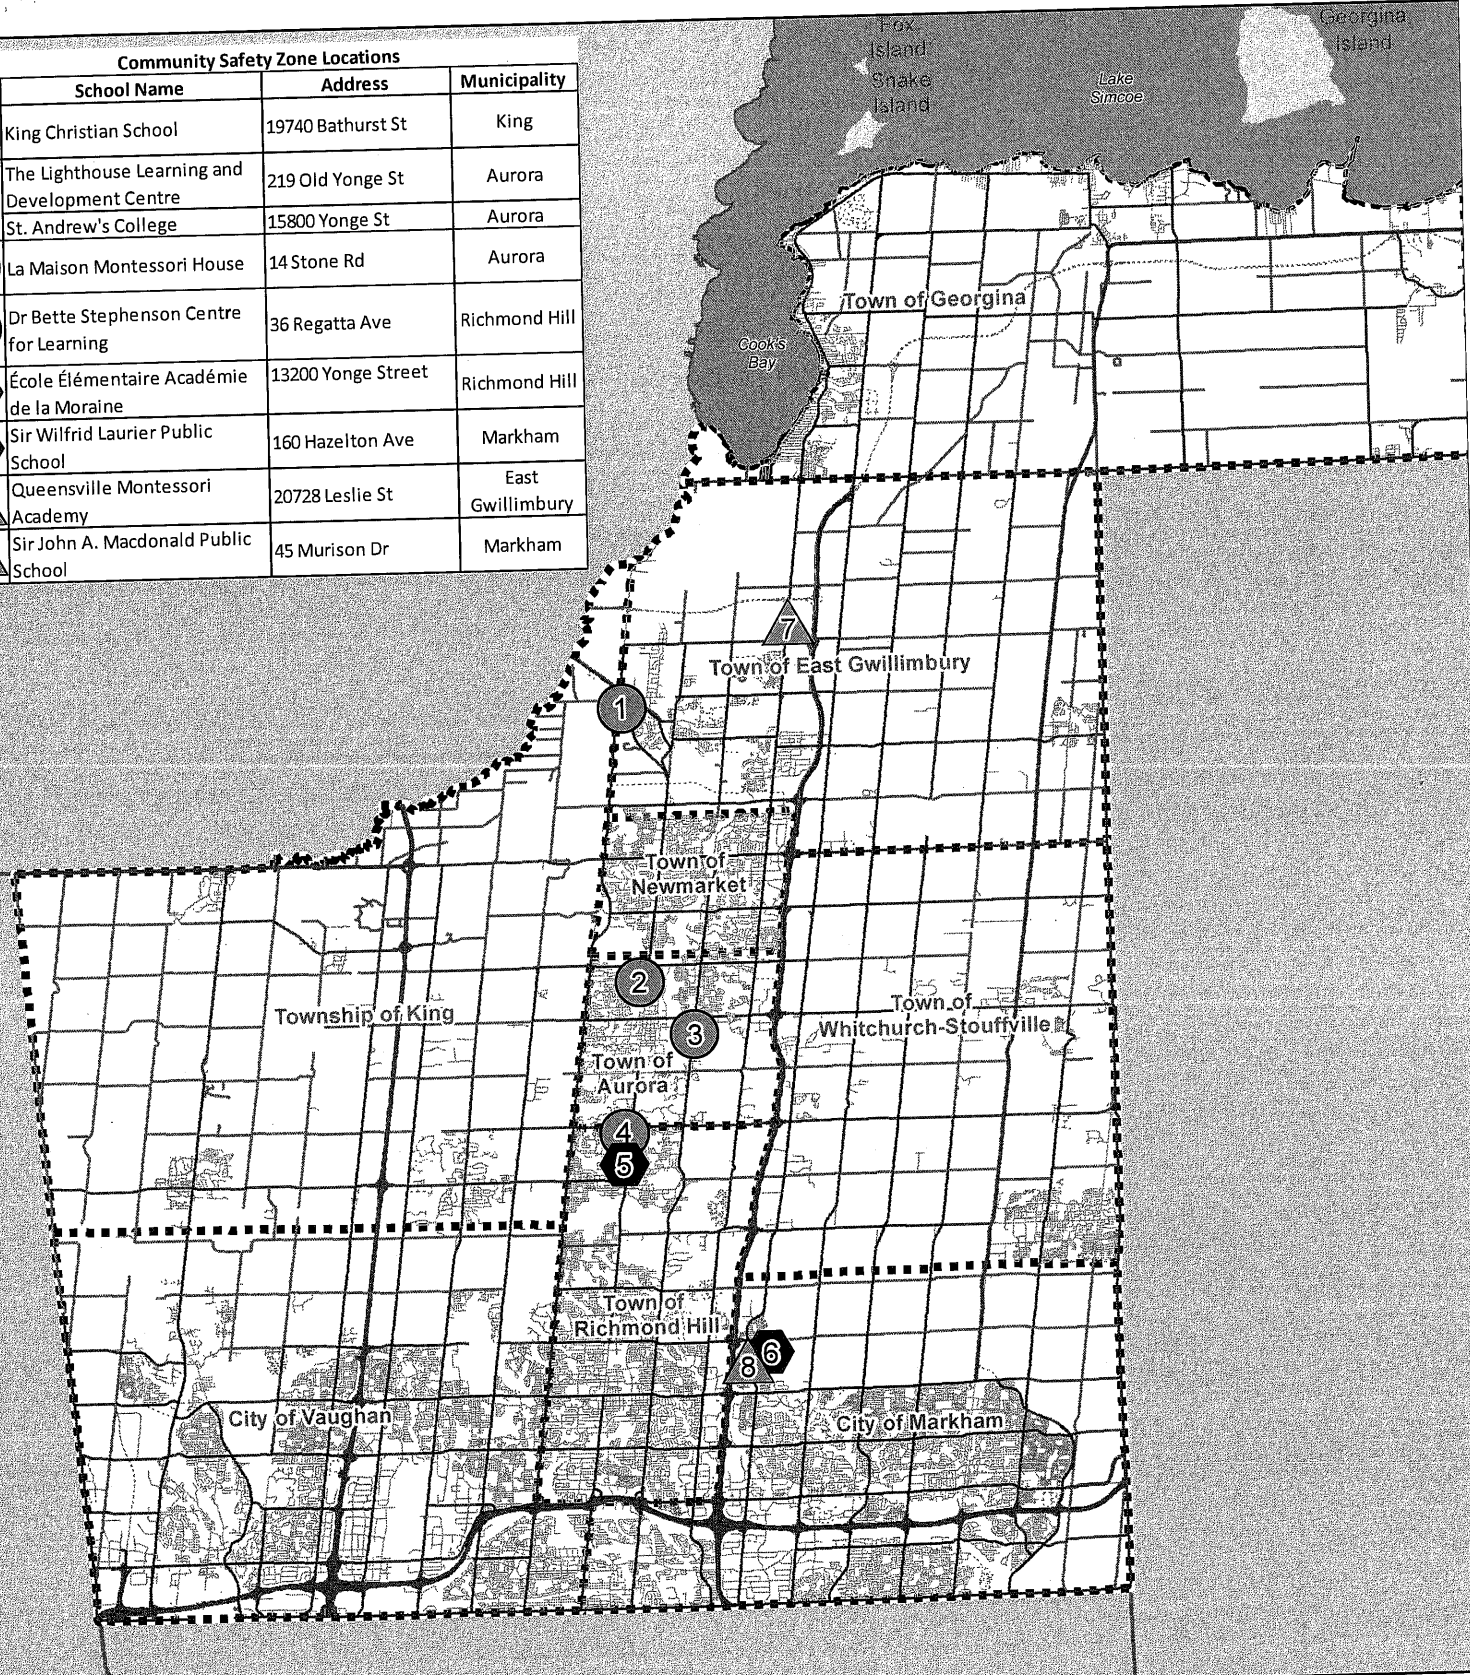 Community Safety Zone Locations
School Name Address Municipality
King Christian School 19740 Bathurst St King
The Lighthouse Learning and
Development Centre 219 Old Yonge St Aurora
St. Andrew's College 15800 Yonge St Aurora
La Maison Montessori House 14 Stone Rd Aurora
Dr Bette Stephenson Centre
for Learning 36 Regatta Ave Richmond Hill
École Élémentaire Académie
de la Moraine 13200 Yonge Street Richmond Hill
Sir Wilfrid Laurier Public
School 160 Hazelton Ave Markham
Queensville Montessori
Academy 20728 Leslie St East
Gwillimbury
Sir John A. Macdonald Public
School 45 Murison Dr Markham
Fox
Island
Snake
Island
Lake
Simcoe
Georgina
Island
Town of Georgina
Cook's
Bay
7
Town of East Gwillimbury
1
Town of
Newmarket
2
Township of King
3
Town of
Whitchurch-Stouffville
Town of
Aurora
4
5
Town of
Richmond Hill
6
8
City of Vaughan
City of Markham